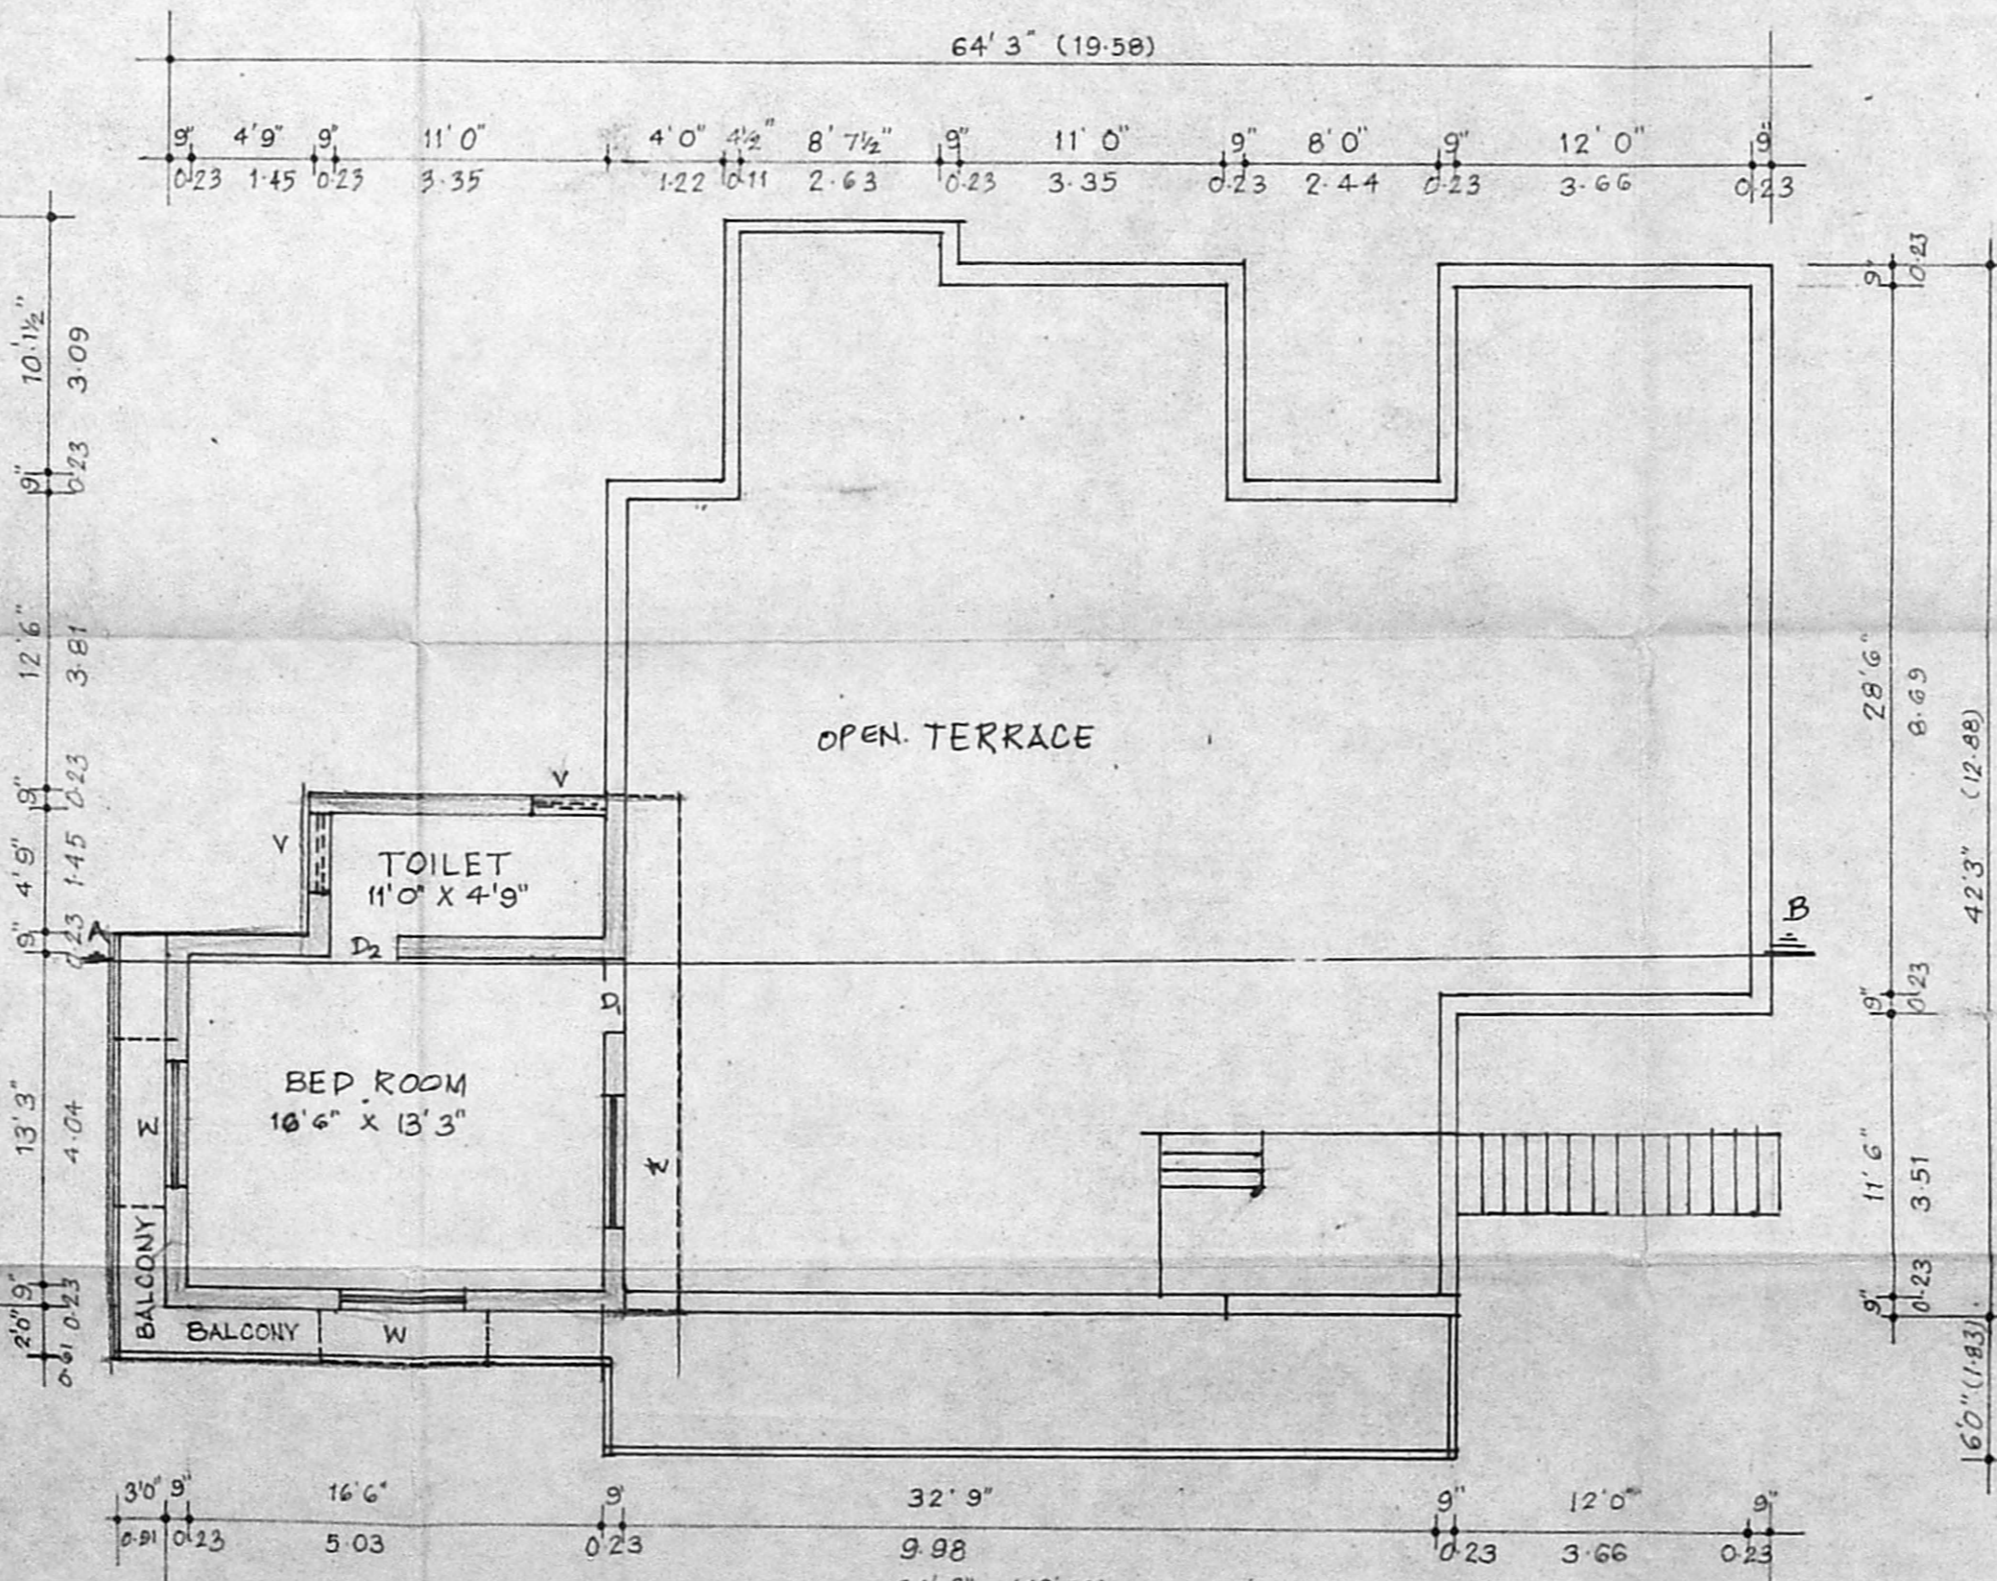 64' 3" (19.58)
9" 4'9" 9" 11'0" 4'0" 4½" 8' 7½" 9" 11'0" 9" 8'0" 9" 12'0" 9"
0.23 1.45 0.23 3.35 1.22 0.11 2.63 0.23 3.35 0.23 2.44 0.23 3.66 0.23
10.1½" 9" 12'6" 9" 4'9" 9" 13'3" 9" 2'0"
3.09 0.23 3.81 0.23 1.45 0.23 4.04 0.23 0.61
9" 28'6" 9" 11'6" 9"
0.23 8.69 0.23 3.51 0.23
42'3" (12.88)
6'0" (1.83).
OPEN. TERRACE
V
V
TOILET
11'0" X 4'9"
A
D2
B
D1
BED ROOM
16'6" X 13'3"
W
W
BALCONY
BALCONY
W
3'0" 9" 16'6" 9" 32'9" 9" 12'0" 9"
0.91 0.23 5.03 0.23 9.98 0.23 3.66 0.23